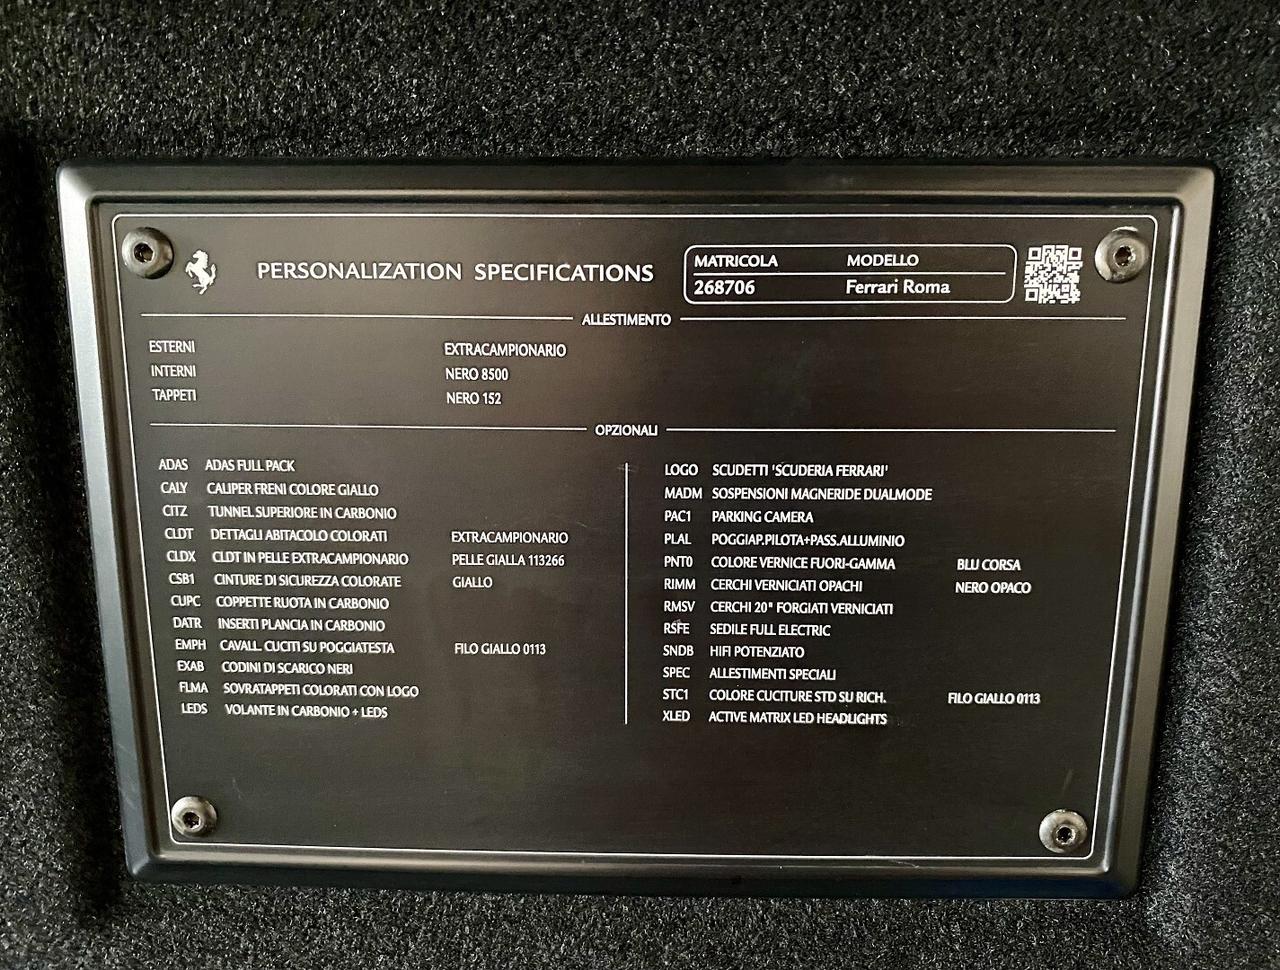 PERSONALIZATION SPECIFICATIONS
MATRICOLA MODELLO
268706 Ferrari Roma
ALLESTIMENTO
ESTERNI EXTRACAMPIONARIO
INTERNI NERO 8500
TAPPETI NERO 152
OPZIONALI
ADAS ADAS FULL PACK
CALY CALIPER FRENI COLORE GIALLO
CITZ TUNNEL SUPERIORE IN CARBONIO
CLDT DETTAGLI ABITACOLO COLORATI EXTRACAMPIONARIO
CLDX CLDT IN PELLE EXTRACAMPIONARIO PELLE GIALLA 113266
CSB1 CINTURE DI SICUREZZA COLORATE GIALLO
CUPC COPPETTE RUOTA IN CARBONIO
DATR INSERTI PLANCIA IN CARBONIO
EMPH CAVALL. CUCITI SU POGGIATESTA FILO GIALLO 0113
EXAB CODINI DI SCARICO NERI
FLMA SOVRATAPPETI COLORATI CON LOGO
LEDS VOLANTE IN CARBONIO + LEDS
LOGO SCUDETTI 'SCUDERIA FERRARI'
MADM SOSPENSIONI MAGNERIDE DUALMODE
PAC1 PARKING CAMERA
PLAL POGGIAP.PILOTA+PASS.ALLUMINIO
PNT0 COLORE VERNICE FUORI-GAMMA BLU CORSA
RIMM CERCHI VERNICIATI OPACHI NERO OPACO
RMSV CERCHI 20" FORGIATI VERNICIATI
RSFE SEDILE FULL ELECTRIC
SNDB HIFI POTENZIATO
SPEC ALLESTIMENTI SPECIALI
STC1 COLORE CUCITURE STD SU RICH. FILO GIALLO 0113
XLED ACTIVE MATRIX LED HEADLIGHTS